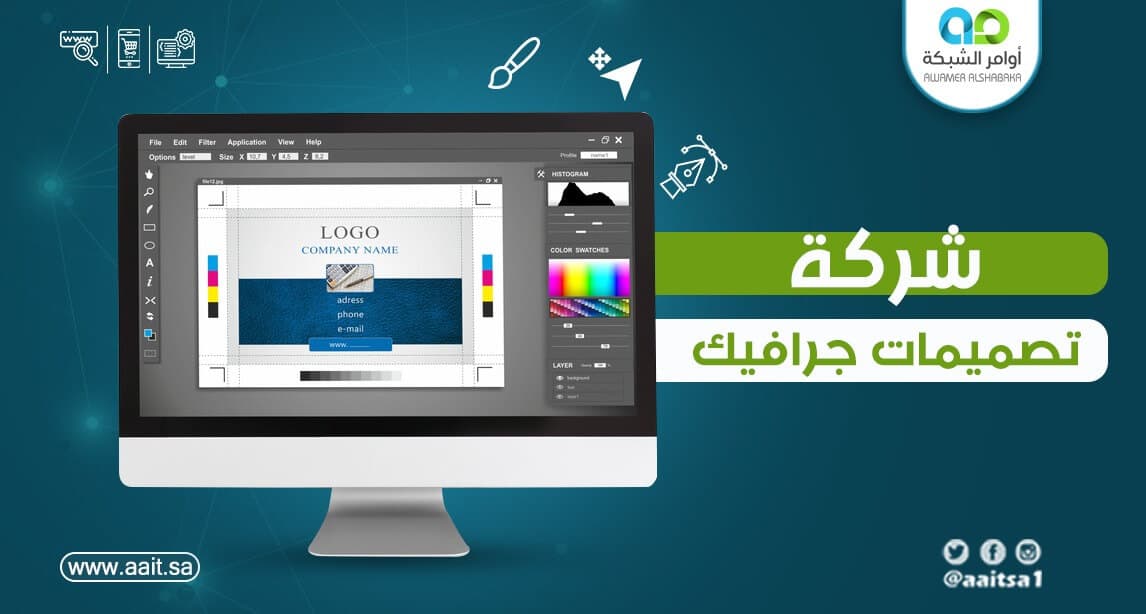 www
أوامر الشبكة
AWAMER ALSHABAKA
File Edit Filter Application View Help
Options level Size X 10,7 Y 4,5 Z 8,2
Profile name1
file12.jpg
HISTOGRAM
LOGO
COMPANY NAME
adress
phone
e-mail
www. ______
COLOR SWATCHES
LAYER
background
layer1
A
i
شركة
تصميمات جرافيك
www.aait.sa
@aaitsa1